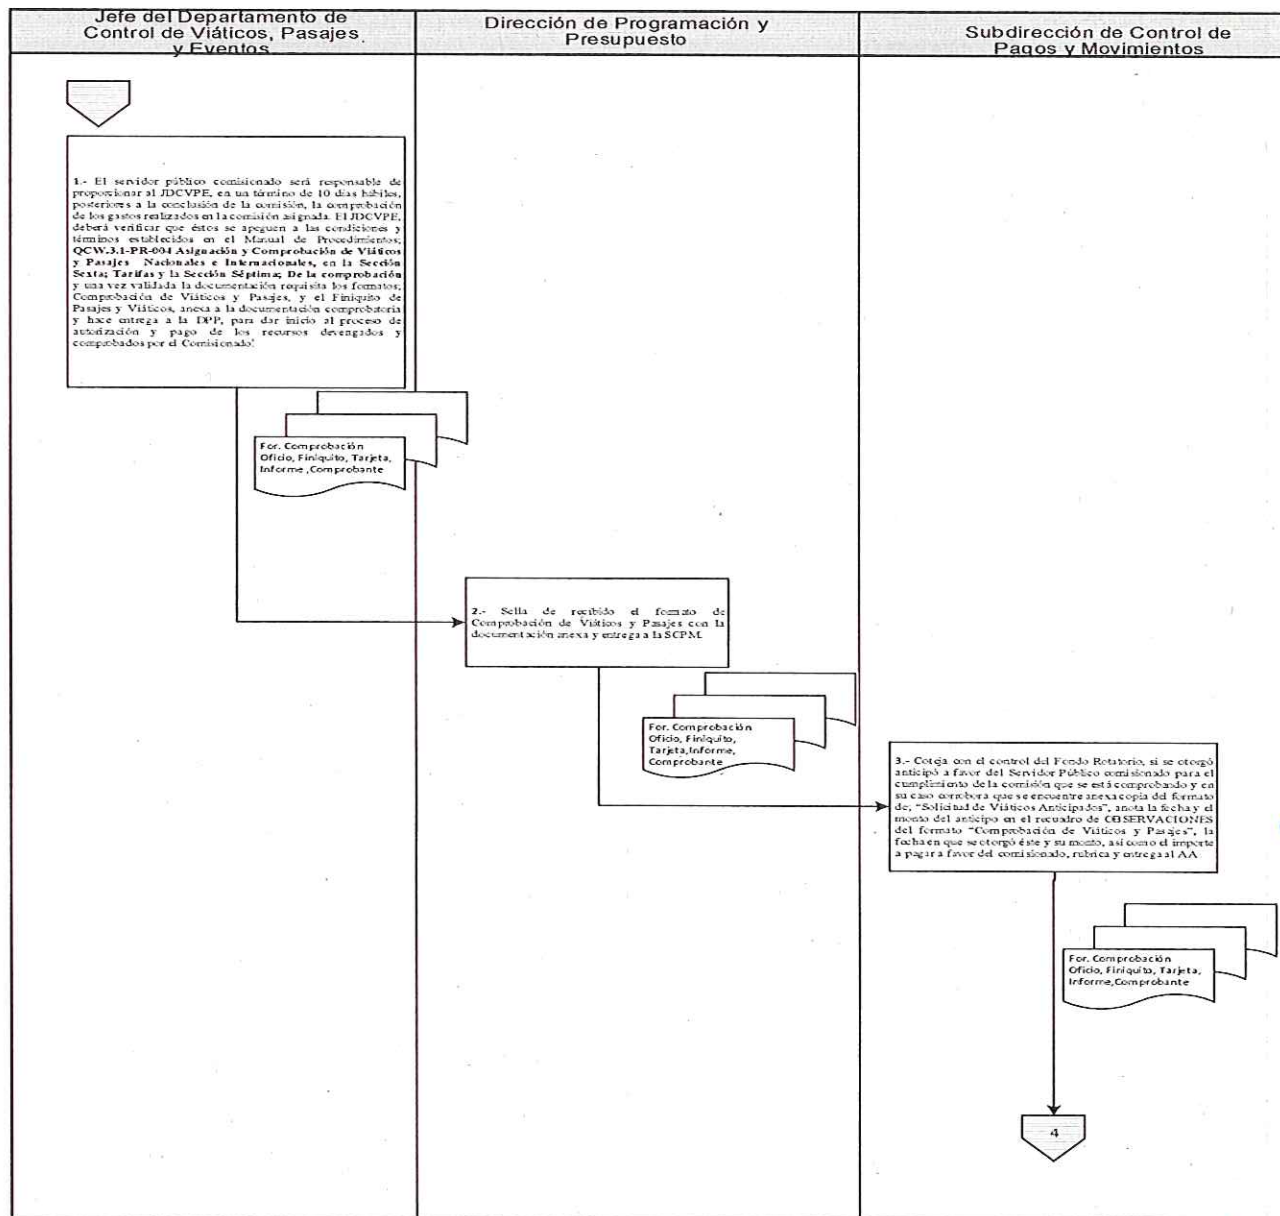 Jefe del Departamento de
Control de Viáticos, Pasajes
y Eventos
Dirección de Programación y
Presupuesto
Subdirección de Control de
Pagos y Movimientos
1.- El servidor público comisionado será responsable de
proporcionar al JDCVPE, en un término de 10 días hábiles,
posteriores a la conclusión de la comisión, la comprobación
de los gastos realizados en la comisión asignada. El JDCVPE,
deberá verificar que éstos se apeguen a las condiciones y
términos establecidos en el Manual de Procedimientos;
QCW.3.1-PR-004 Asignación y Comprobación de Viáticos
y Pasajes Nacionales e Internacionales, en la Sección
Sexta; Tarifas y la Sección Séptima; De la comprobación
y una vez validada la documentación requisita los formatos;
Comprobación de Viáticos y Pasajes, y el Finiquito de
Pasajes y Viáticos, anexa a la documentación comprobatoria
y hace entrega a la DPP, para dar inicio al proceso de
autorización y pago de los recursos devengados y
comprobados por el Comisionado.
For. Comprobación
Oficio, Finiquito, Tarjeta,
Informe ,Comprobante
2.- Sella de recibido el formato de
Comprobación de Viáticos y Pasajes con la
documentación anexa y entrega a la SCPM.
For. Comprobación
Oficio, Finiquito,
Tarjeta,Informe,
Comprobante
3.- Coteja con el control del Fondo Rotatorio, si se otorgó
anticipó a favor del Servidor Público comisionado para el
cumplimiento de la comisión que se está comprobando y en
su caso corrobora que se encuentre anexa copia del formato
de; “Solicitud de Viáticos Anticipados”, anota la fecha y el
monto del anticipo en el recuadro de OBSERVACIONES
del formato “Comprobación de Viáticos y Pasajes”, la
fecha en que se otorgó éste y su monto, así como el importe
a pagar a favor del comisionado, rubrica y entrega al AA
For. Comprobación
Oficio, Finiquito, Tarjeta,
Informe,Comprobante
4